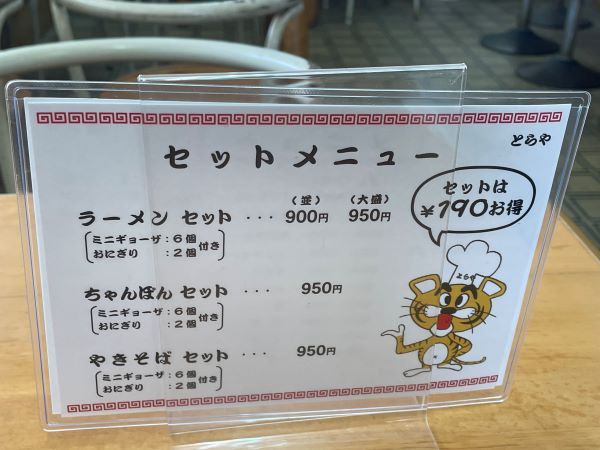 とらや
セットメニュー
(並) (大盛)
ラーメン セット ... 900円 950円
ミニギョーザ:6個
おにぎり :2個 付き
ちゃんぽん セット ... 950円
ミニギョーザ:6個
おにぎり :2個 付き
やきそば セット ... 950円
ミニギョーザ:6個
おにぎり :2個 付き
セットは
¥190お得
とらや